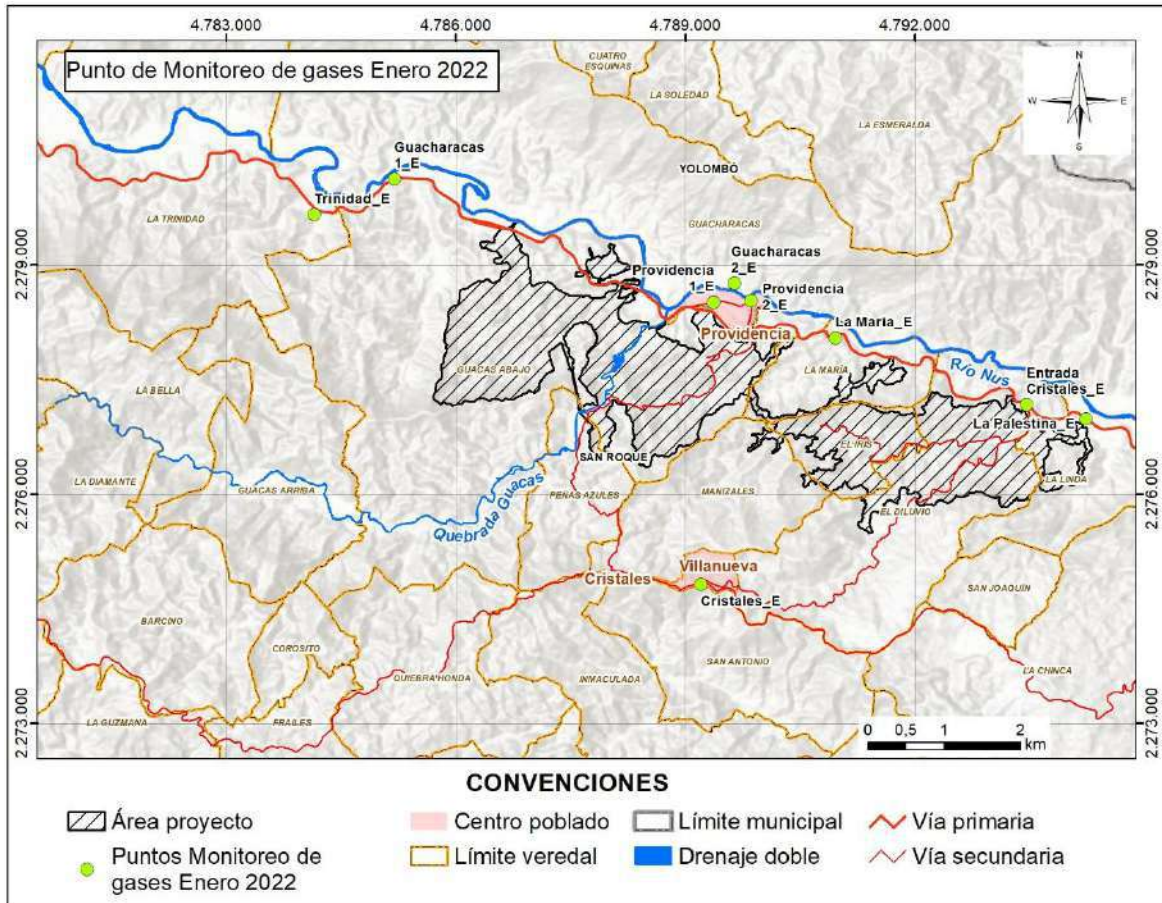 4.783.000
4.786.000
4.789.000
4.792.000
Punto de Monitoreo de gases Enero 2022
CUATRO
ESQUINAS
LA SOLEDAD
LA ESMERALDA
N
W
E
S
Guacharacas
1_E
YOLOMBÓ
Trinidad_E
LA TRINIDAD
GUACHARACAS
2.279.000
2.279.000
Guacharacas
2_E
Providencia
1_E
Providencia
2_E
Providencia
La María_E
Río Nus
LA MARÍA
Entrada
Cristales_E
GUACAS ABAJO
LA BELLA
La Palestina_E
EL IRIS
SAN ROQUE
LA LINDA
LA DIAMANTE
GUACAS ARRIBA
PEÑAS AZULES
MANIZALES
2.276.000
2.276.000
EL DILUVIO
Quebrada Guacas
Villanueva
Cristales
Cristales_E
SAN JOAQUÍN
BARCINO
COROSITO
QUIEBRA HONDA
INMACULADA
SAN ANTONIO
LA CHINCA
LA GUZMANA
FRAILES
2.273.000
2.273.000
0 0,5 1 2
km
CONVENCIONES
Área proyecto
Centro poblado
Límite municipal
Vía primaria
Puntos Monitoreo de
gases Enero 2022
Límite veredal
Drenaje doble
Vía secundaria